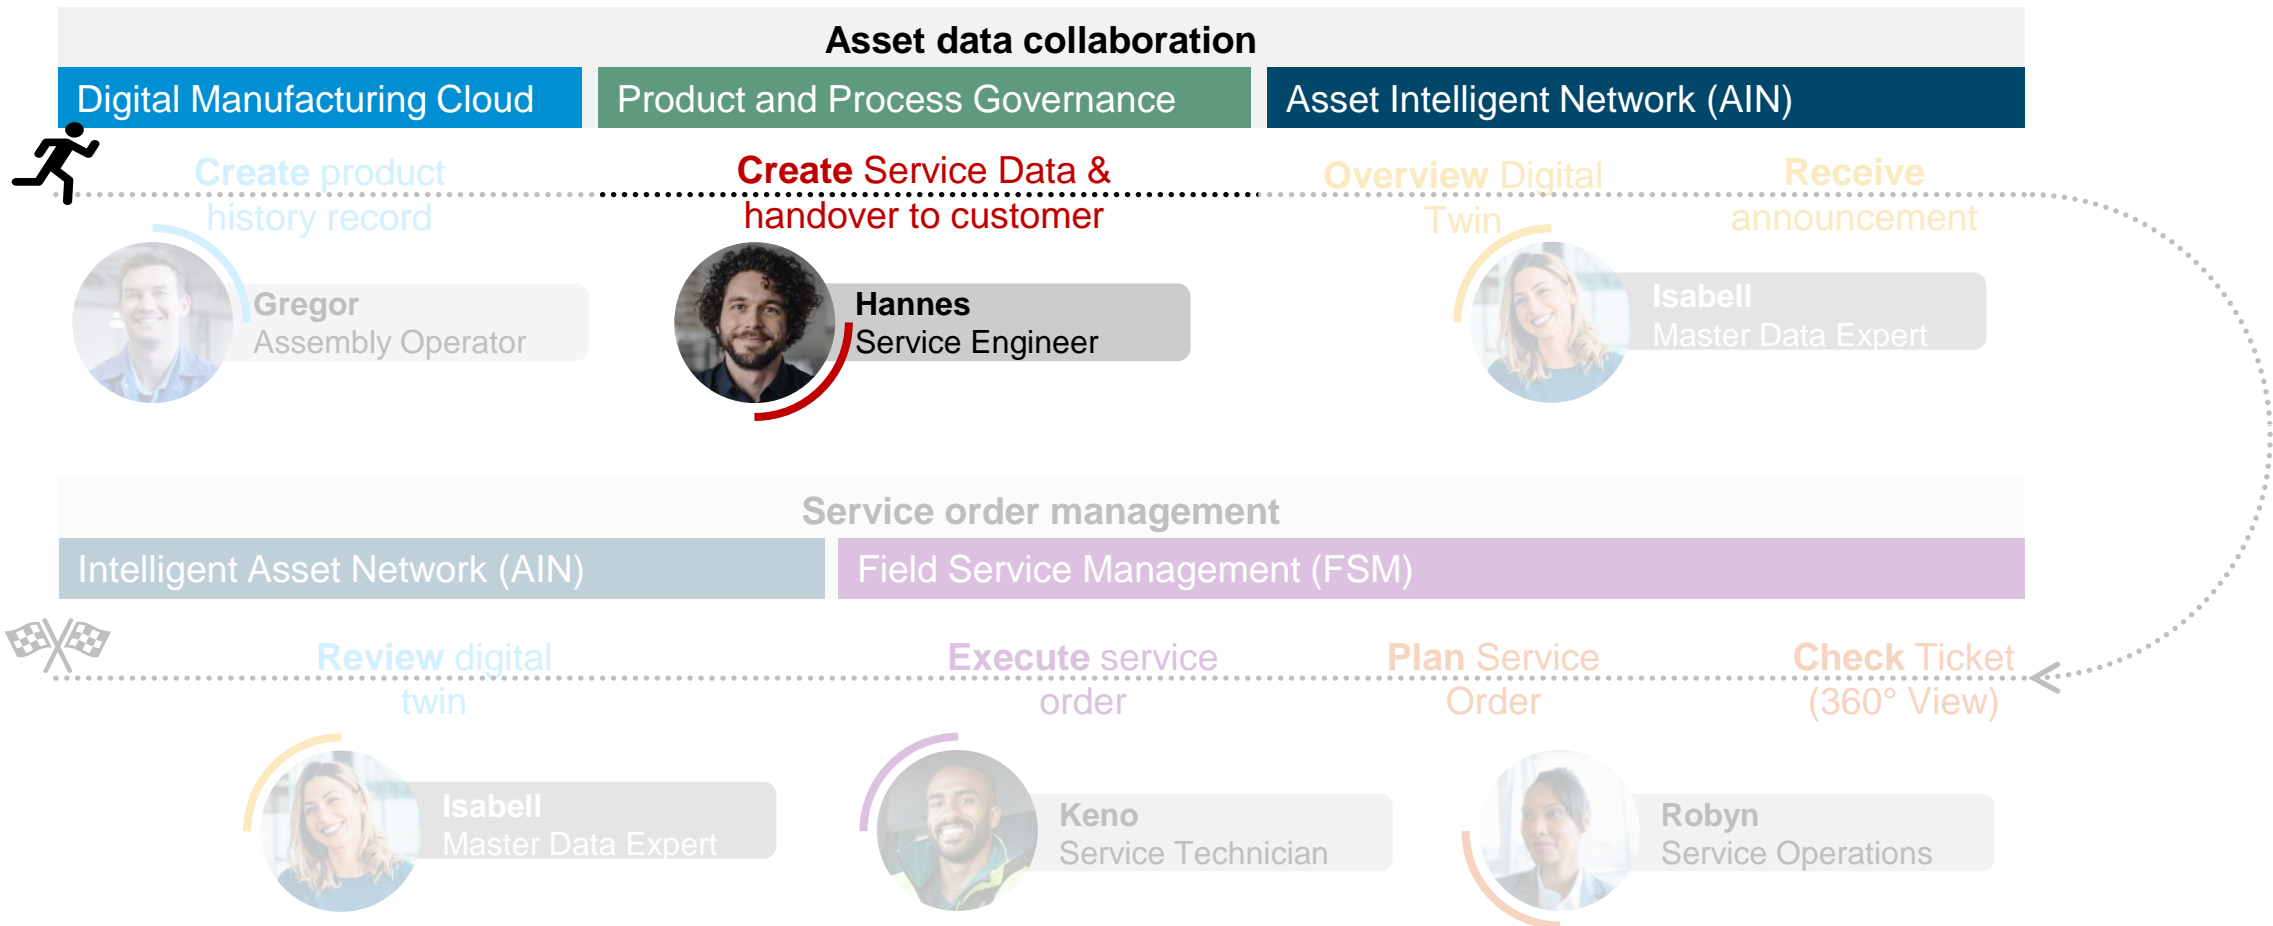 Asset data collaboration
Digital Manufacturing Cloud
Product and Process Governance
Asset Intelligent Network (AIN)
Create product
history record
Create Service Data &
handover to customer
Overview Digital
Twin
Receive
announcement
Gregor
Assembly Operator
Hannes
Service Engineer
Isabell
Master Data Expert
Service order management
Intelligent Asset Network (AIN)
Field Service Management (FSM)
Review digital
twin
Execute service
order
Plan Service
Order
Check Ticket
(360° View)
Isabell
Master Data Expert
Keno
Service Technician
Robyn
Service Operations